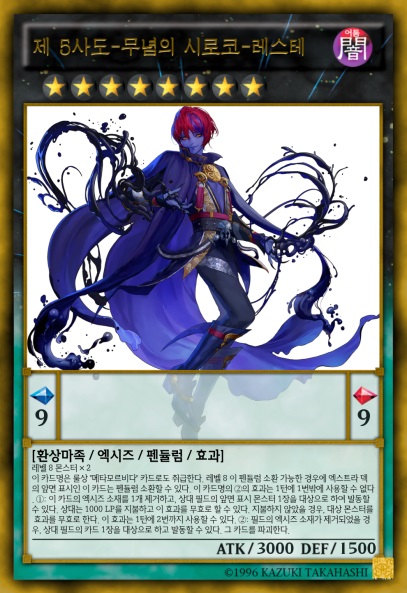 제 5사도-무념의 시로코-레스테
어둠
闇
9
9
[환상마족 / 엑시즈 / 펜듈럼 / 효과]
레벨 8 몬스터 × 2
이 카드명은 룰상 "메타모르비다" 카드로도 취급한다. 레벨 8 이 펜듈럼 소환 가능한 경우에 엑스트라 덱
의 앞면 표시인 이 카드는 펜듈럼 소환할 수 있다. 이 카드명의 ②의 효과는 1턴에 1번밖에 사용할 수 없다
. ①: 이 카드의 엑시즈 소재를 1개 제거하고, 상대 필드의 앞면 표시 몬스터 1장을 대상으로 하여 발동할
수 있다. 상대는 1000 LP를 지불하고 이 효과를 무효로 할 수 있다. 지불하지 않았을 경우, 대상 몬스터를
효과를 무효로 한다. 이 효과는 1턴에 2번까지 사용할 수 있다. ②: 필드의 엑시즈 소재가 제거되었을 경
우, 상대 필드의 카드 1장을 대상으로 하고 발동할 수 있다. 그 카드를 파괴한다.
ATK / 3000 DEF / 1500
©1996 KAZUKI TAKAHASHI